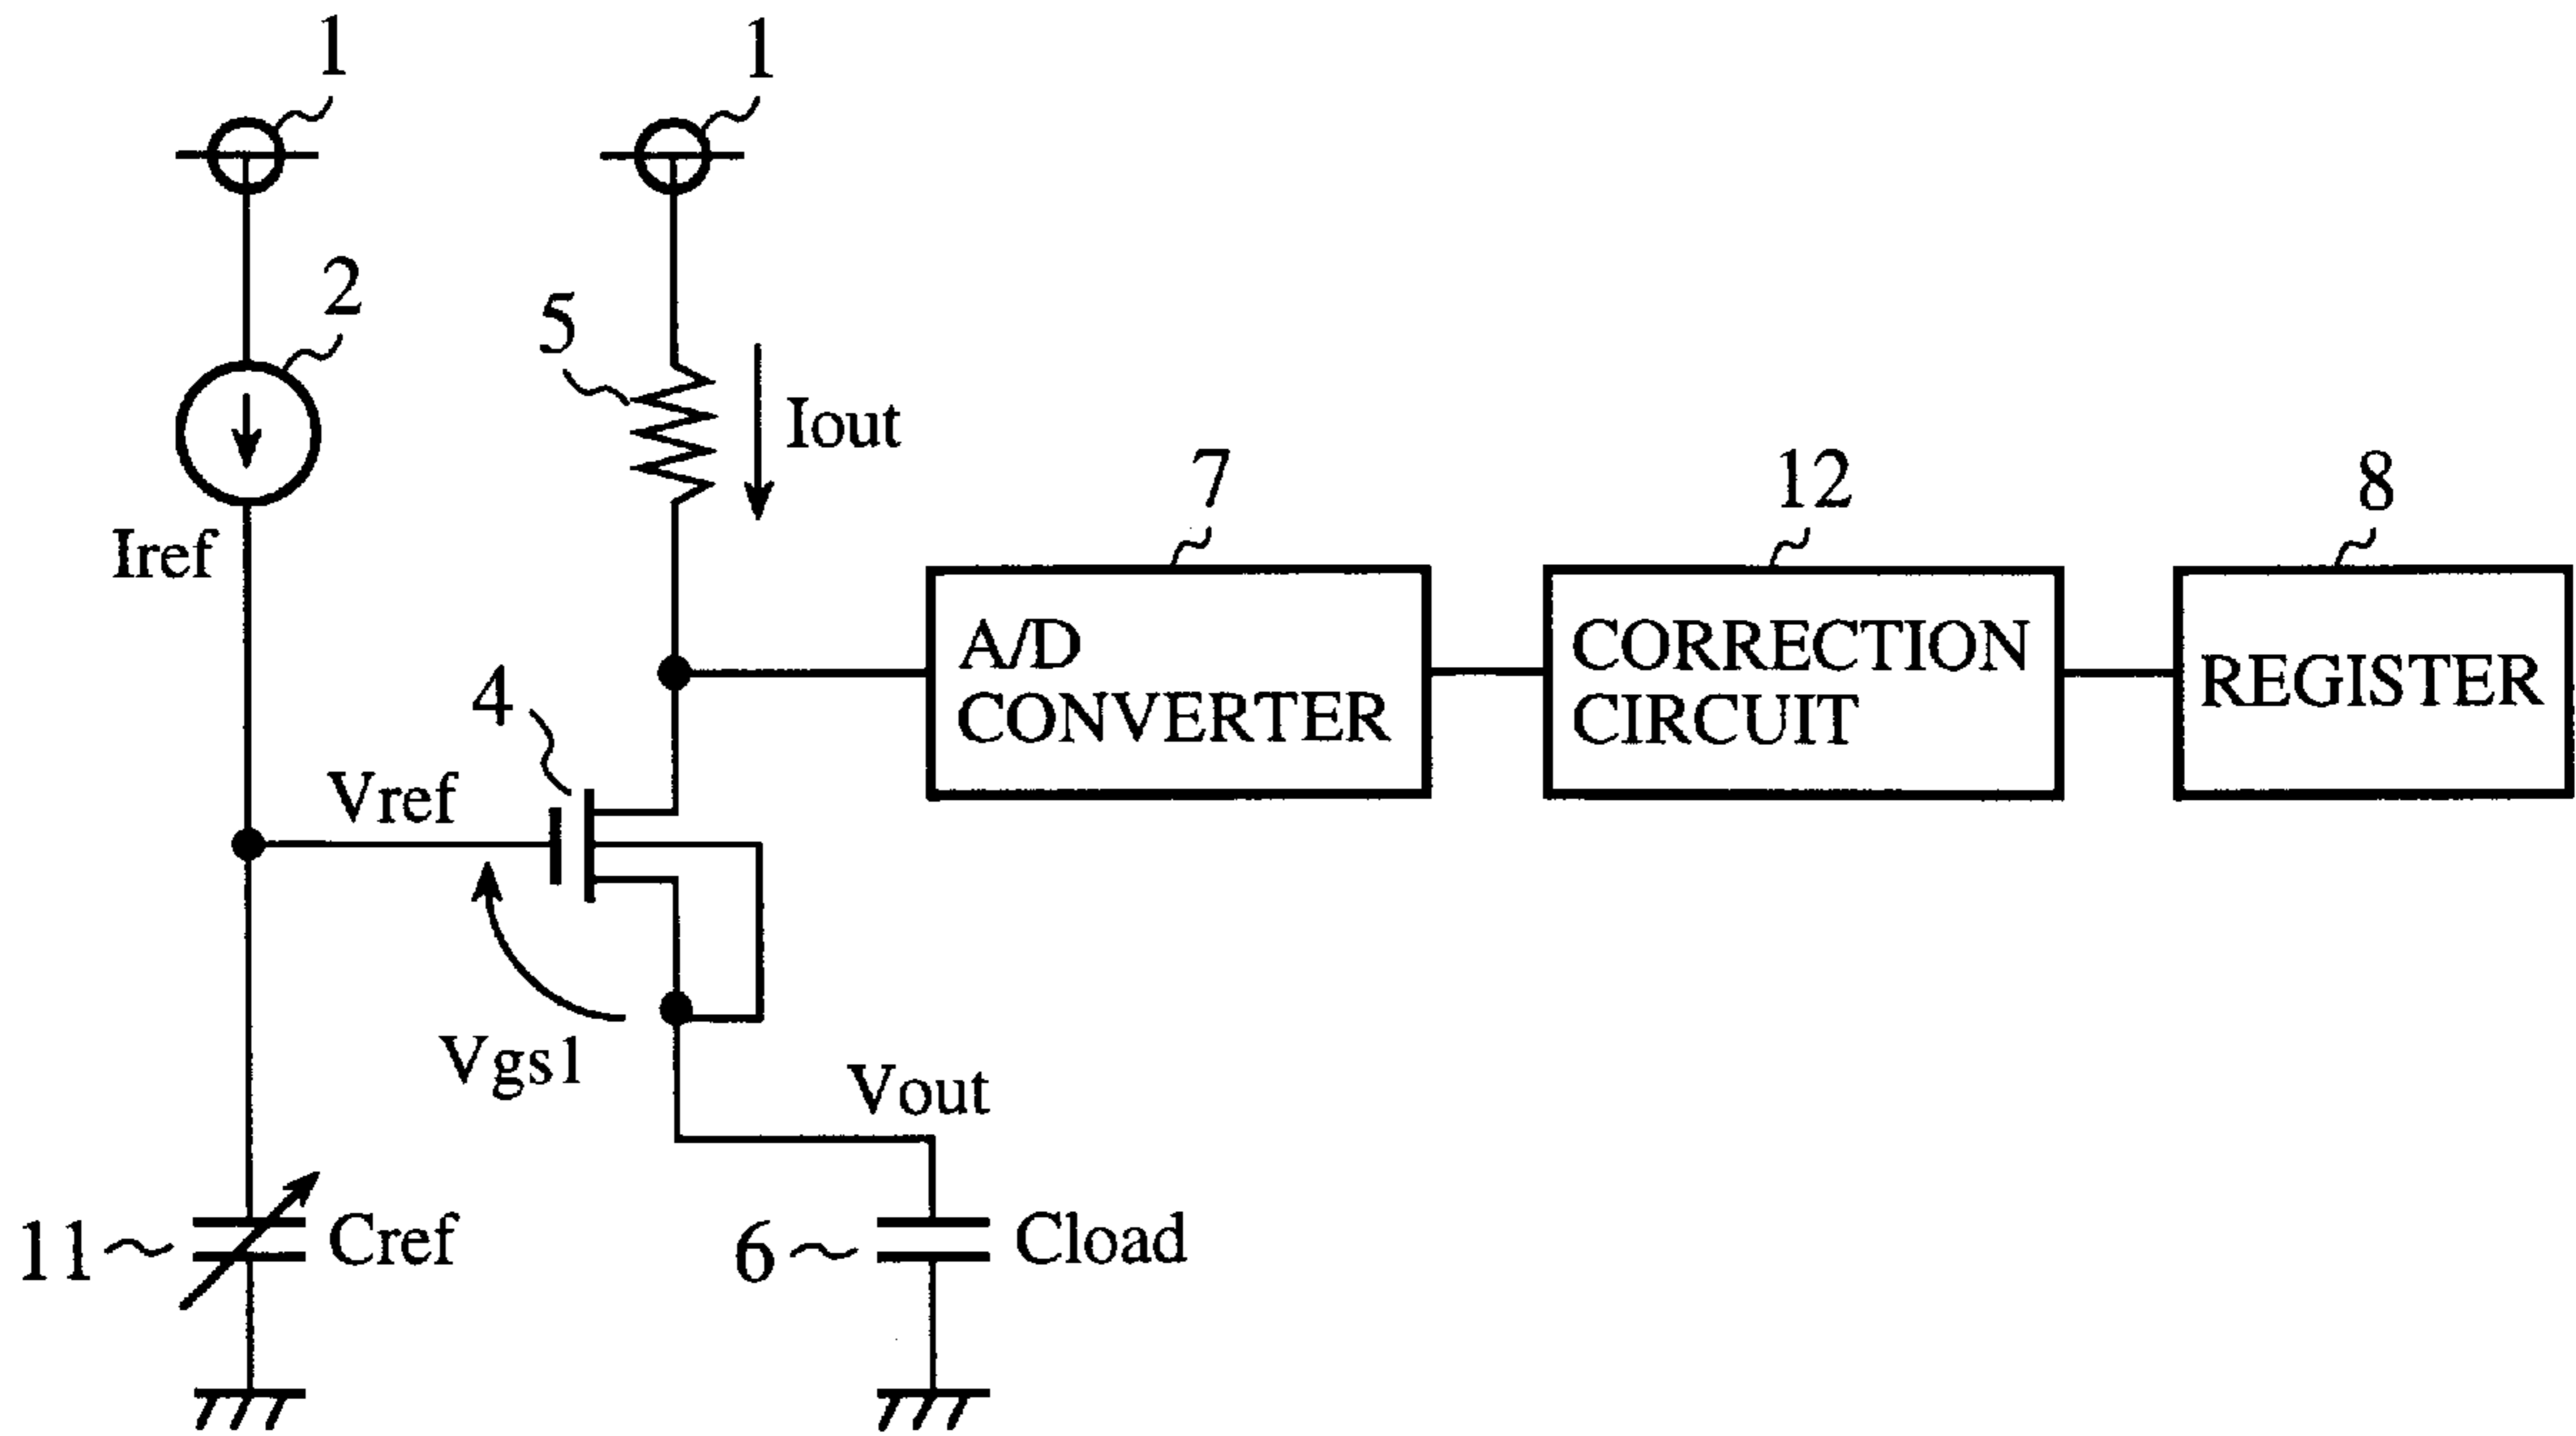 1
1
2
5
Iout
Iref
7
12
8
A/D
CONVERTER
CORRECTION
CIRCUIT
REGISTER
4
Vref
Vgs1
Vout
11
Cref
6
Cload